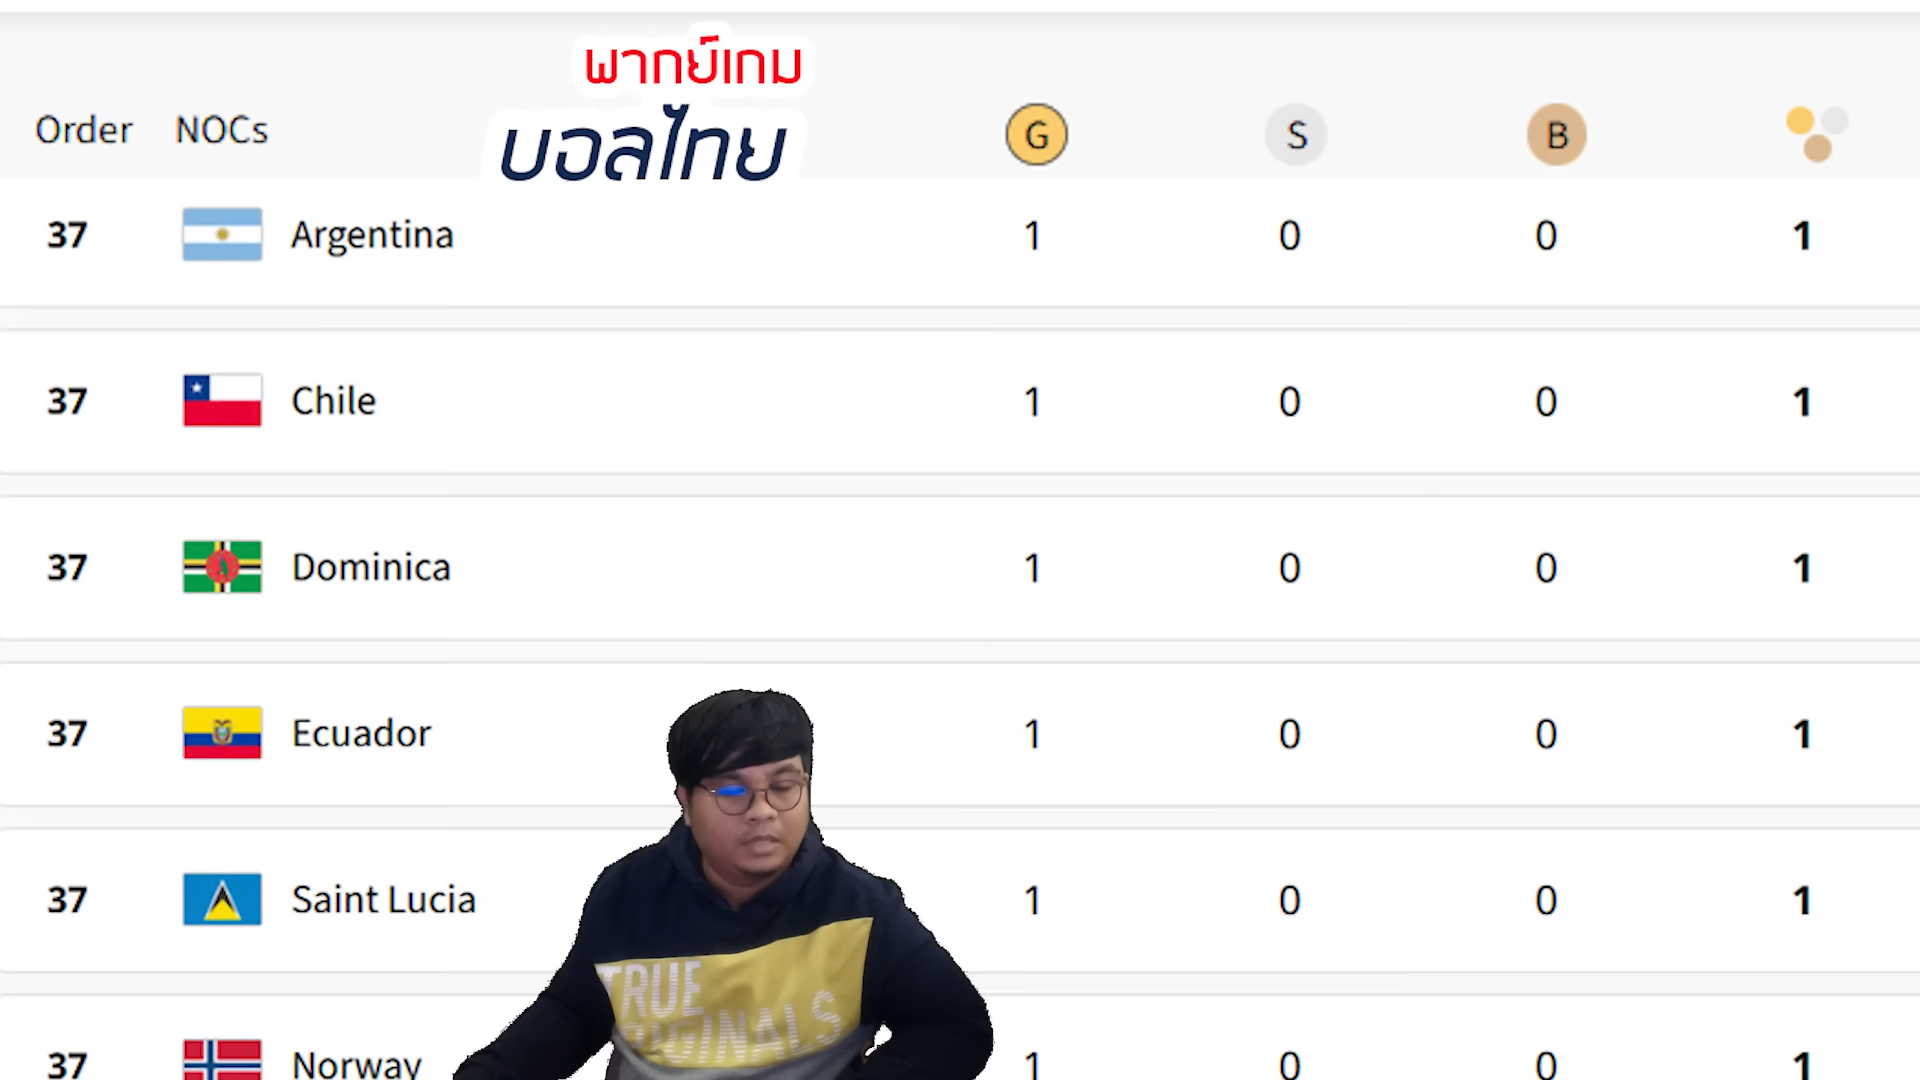 พากย์เกม
บอลไทย
Order NOCs G S B
37 Argentina 1 0 0 1
37 Chile 1 0 0 1
37 Dominica 1 0 0 1
37 Ecuador 1 0 0 1
37 Saint Lucia 1 0 0 1
TRUE
ORIGINALS
37 Norway 1 0 0 1